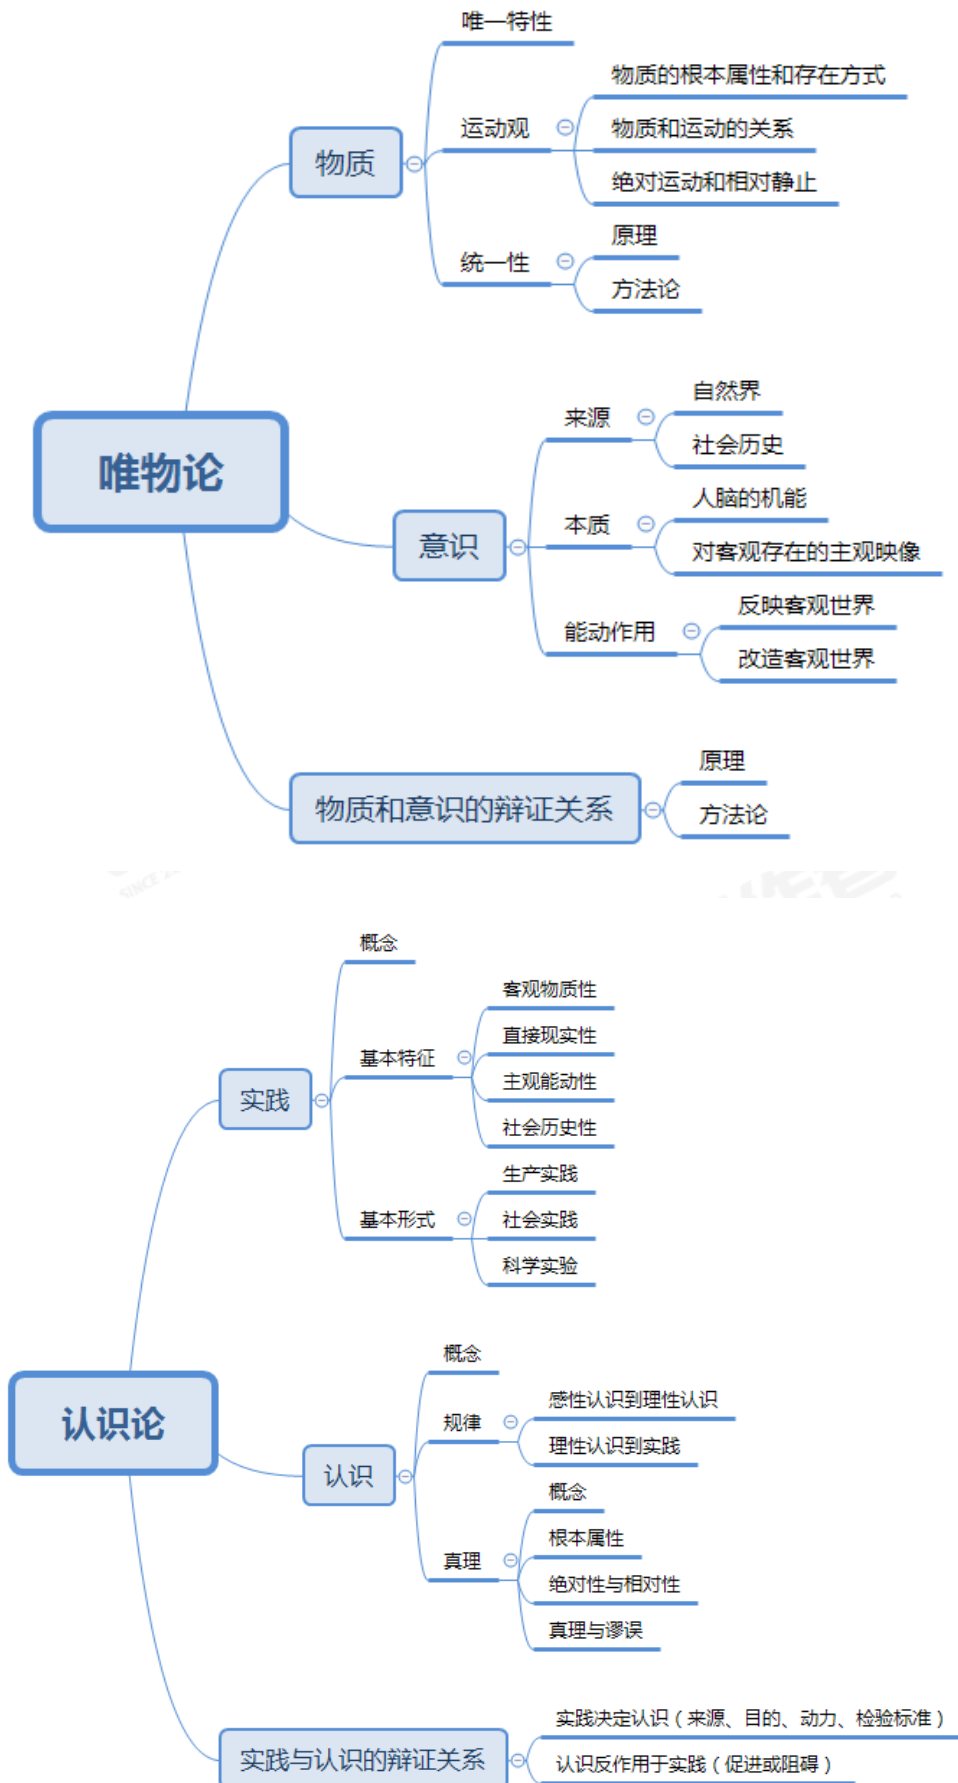 唯一特性
物质的根本属性和存在方式
运动观
物质和运动的关系
物质
绝对运动和相对静止
原理
统一性
方法论
自然界
来源
社会历史
唯物论
人脑的机能
本质
意识
对客观存在的主观映像
反映客观世界
能动作用
改造客观世界
原理
物质和意识的辩证关系
方法论
概念
客观物质性
直接现实性
基本特征
主观能动性
实践
社会历史性
生产实践
基本形式
社会实践
科学实验
概念
感性认识到理性认识
规律
认识论
理性认识到实践
认识
概念
根本属性
真理
绝对性与相对性
真理与谬误
实践决定认识（来源、目的、动力、检验标准）
实践与认识的辩证关系
认识反作用于实践（促进或阻碍）